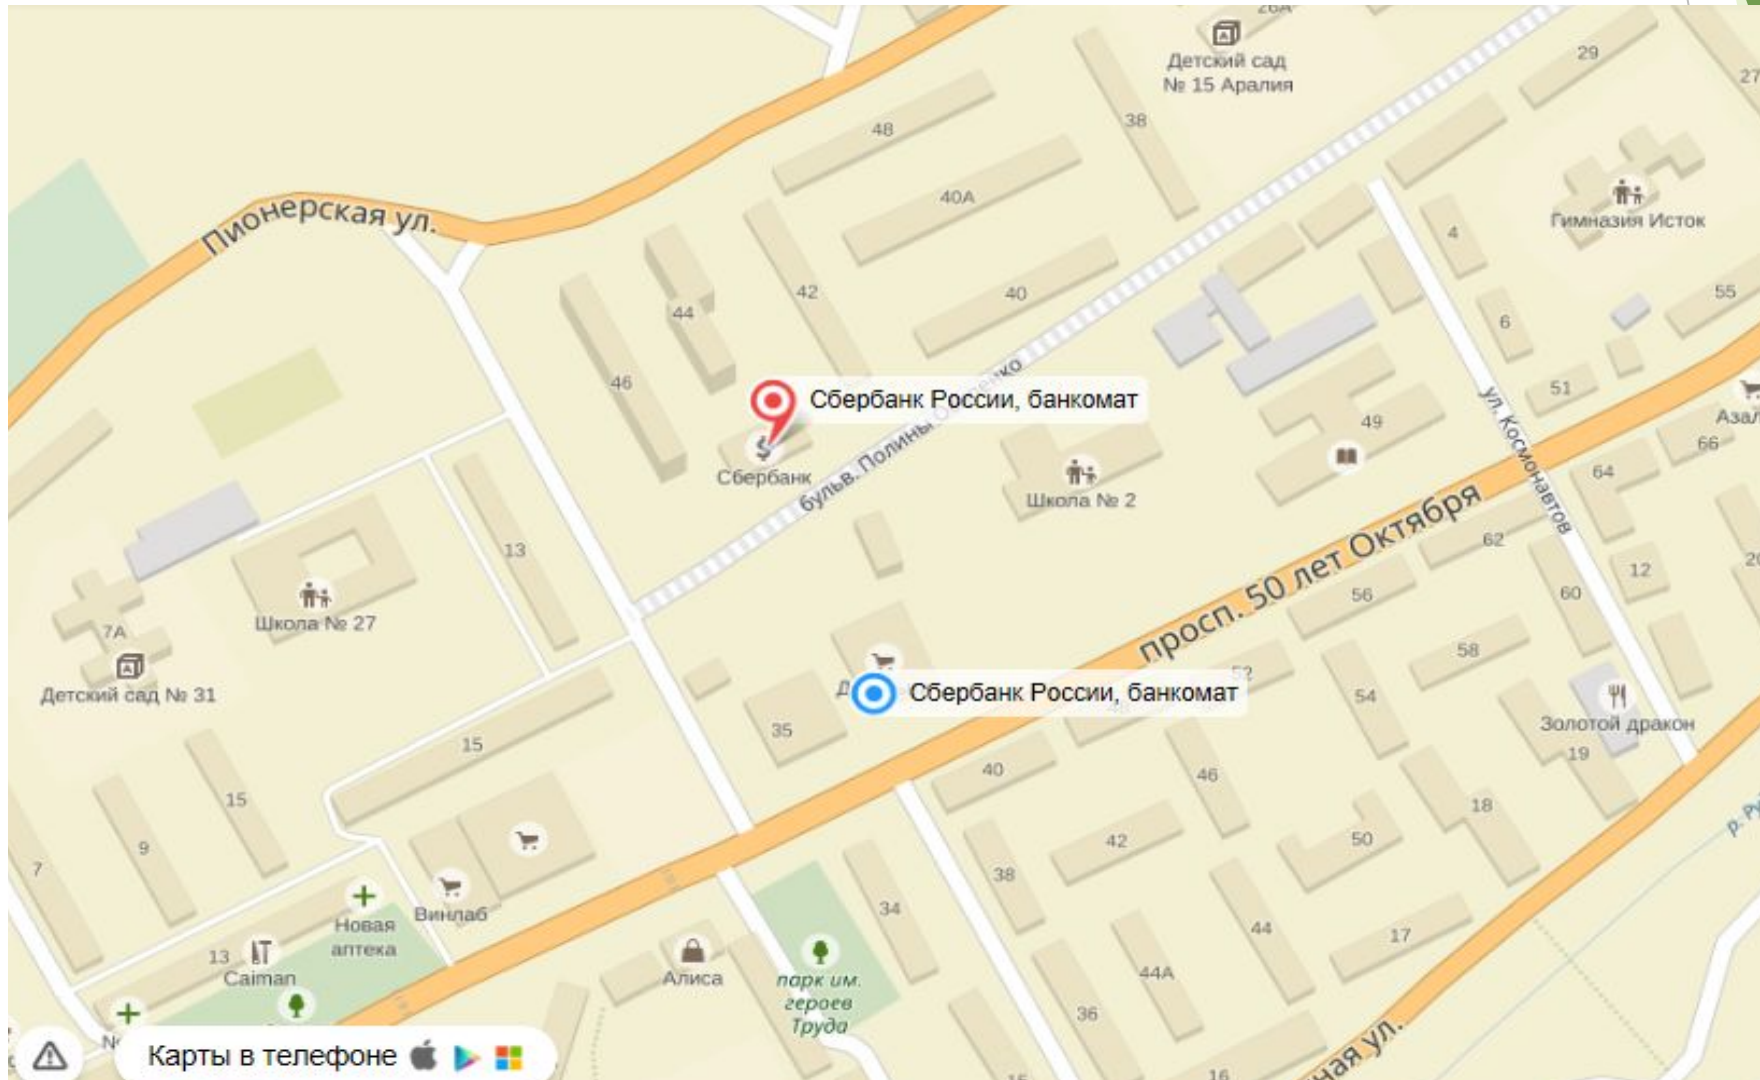 26А
Детский сад
№ 15 Аралия
29
27
48
38
40А
Пионерская ул.
Гимназия Исток
4
42
44
40
55
6
46
Сбербанк России, банкомат
Сбербанк
бульв. Полины
ко
Школа № 2
49
51
ул. Космонавтов
66
64
просп. 50 лет Октября
13
62
12
60
56
Школа № 27
7А
Детский сад № 31
58
Сбербанк России, банкомат
52
54
Золотой дракон
19
35
15
40
46
15
9
7
18
50
42
38
44
34
17
Винлаб
Новая
аптека
13
Caiman
Алиса
парк им.
героев
Труда
44А
36
16
Карты в телефоне